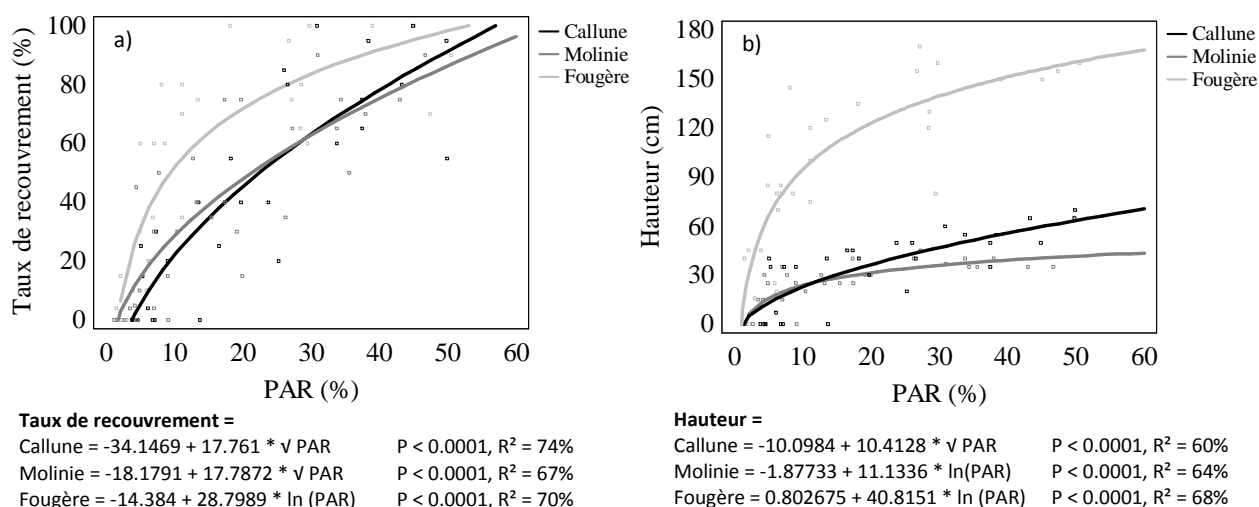 a)
100
80
60
40
20
0
Taux de recouvrement (%)
0 10 20 30 40 50 60
PAR (%)
Callune
Molinie
Fougère
b)
180
150
120
90
60
30
0
Hauteur (cm)
0 10 20 30 40 50 60
PAR (%)
Callune
Molinie
Fougère
Taux de recouvrement =
Callune = -34.1469 + 17.761 * √ PAR P < 0.0001, R² = 74%
Molinie = -18.1791 + 17.7872 * √ PAR P < 0.0001, R² = 67%
Fougère = -14.384 + 28.7989 * ln (PAR) P < 0.0001, R² = 70%
Hauteur =
Callune = -10.0984 + 10.4128 * √ PAR P < 0.0001, R² = 60%
Molinie = -1.87733 + 11.1336 * ln(PAR) P < 0.0001, R² = 64%
Fougère = 0.802675 + 40.8151 * ln (PAR) P < 0.0001, R² = 68%